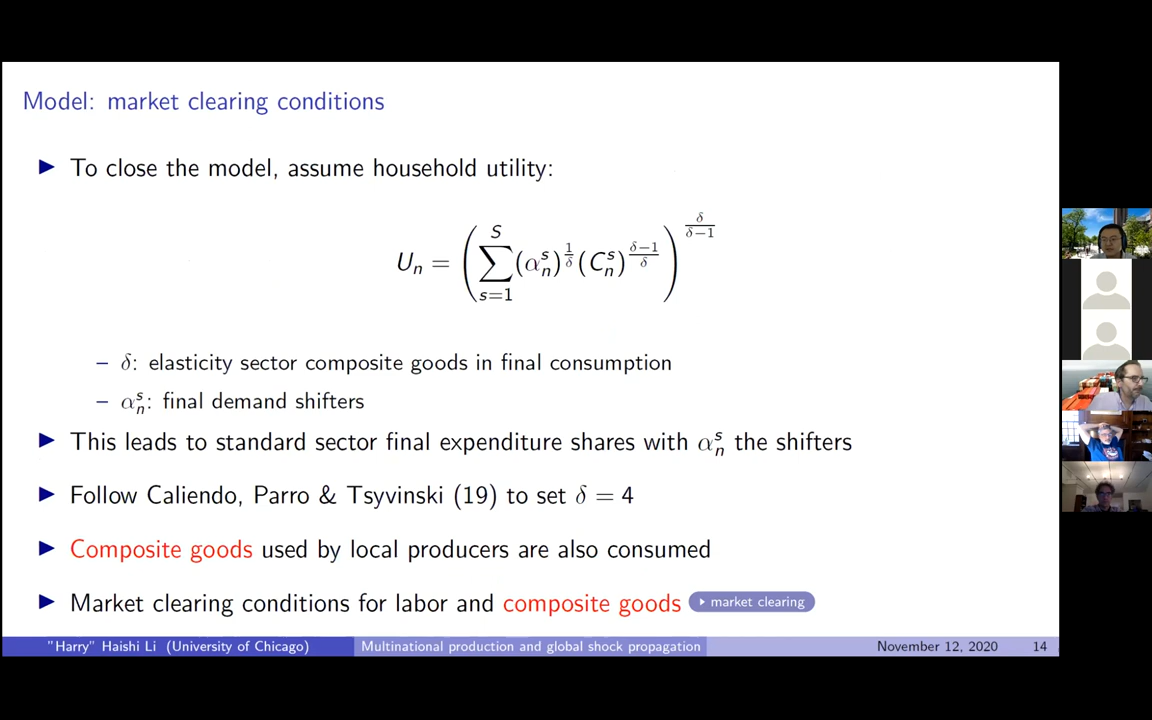 Model: market clearing conditions
▶ To close the model, assume household utility:
U_n = ( ∑_{s=1}^{S} (α_n^s)^{1/δ} (C_n^s)^{(δ−1)/δ} )^{δ/(δ−1)}
– δ: elasticity sector composite goods in final consumption
– α_n^s: final demand shifters
▶ This leads to standard sector final expenditure shares with α_n^s the shifters
▶ Follow Caliendo, Parro & Tsyvinski (19) to set δ = 4
▶ Composite goods used by local producers are also consumed
▶ Market clearing conditions for labor and composite goods ▸ market clearing
"Harry" Haishi Li (University of Chicago) Multinational production and global shock propagation November 12, 2020 14